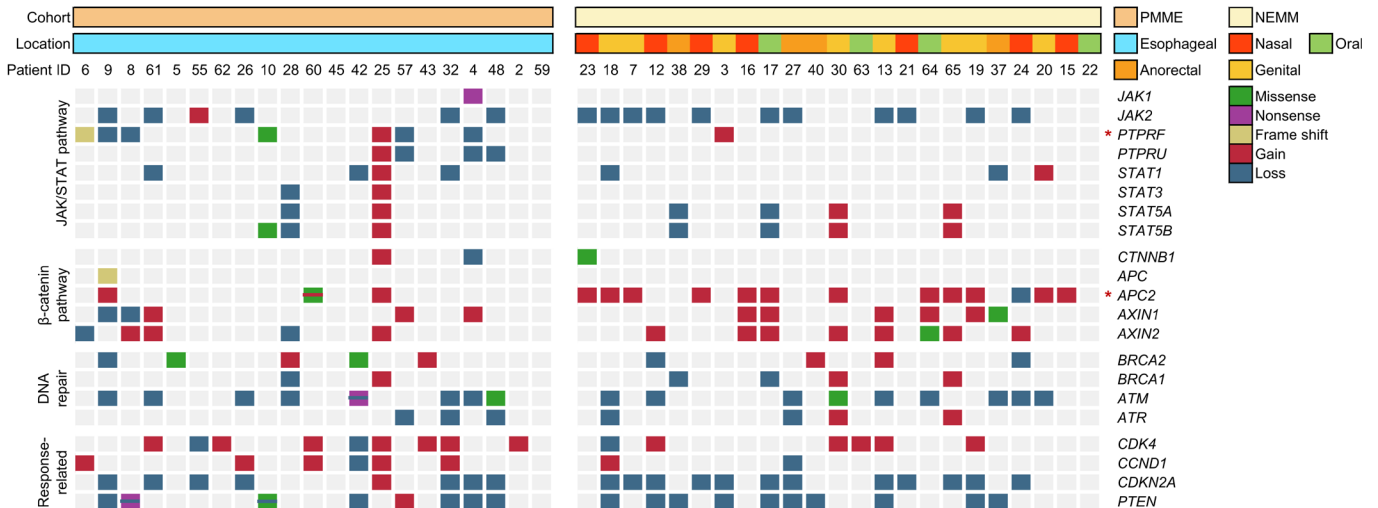 Cohort PMME NEMM
Location Esophageal Nasal Oral
Patient ID 6 9 8 61 5 55 62 26 10 28 60 45 42 25 57 43 32 4 48 2 59 23 18 7 12 38 29 3 16 17 27 40 30 63 13 21 64 65 19 37 24 20 15 22 Anorectal Genital
JAK/STAT pathway
JAK1 Missense
JAK2 Nonsense
* PTPRF Frame shift
PTPRU Gain
STAT1 Loss
STAT3
STAT5A
STAT5B
β-catenin
pathway
CTNNB1
APC
* APC2
AXIN1
AXIN2
DNA
repair
BRCA2
BRCA1
ATM
ATR
Response-
related
CDK4
CCND1
CDKN2A
PTEN